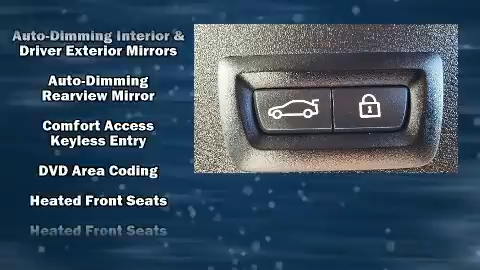 Auto-Dimming Interior &
Driver Exterior Mirrors
Auto-Dimming
Rearview Mirror
Comfort Access
Keyless Entry
DVD Area Coding
Heated Front Seats
Heated Front Seats